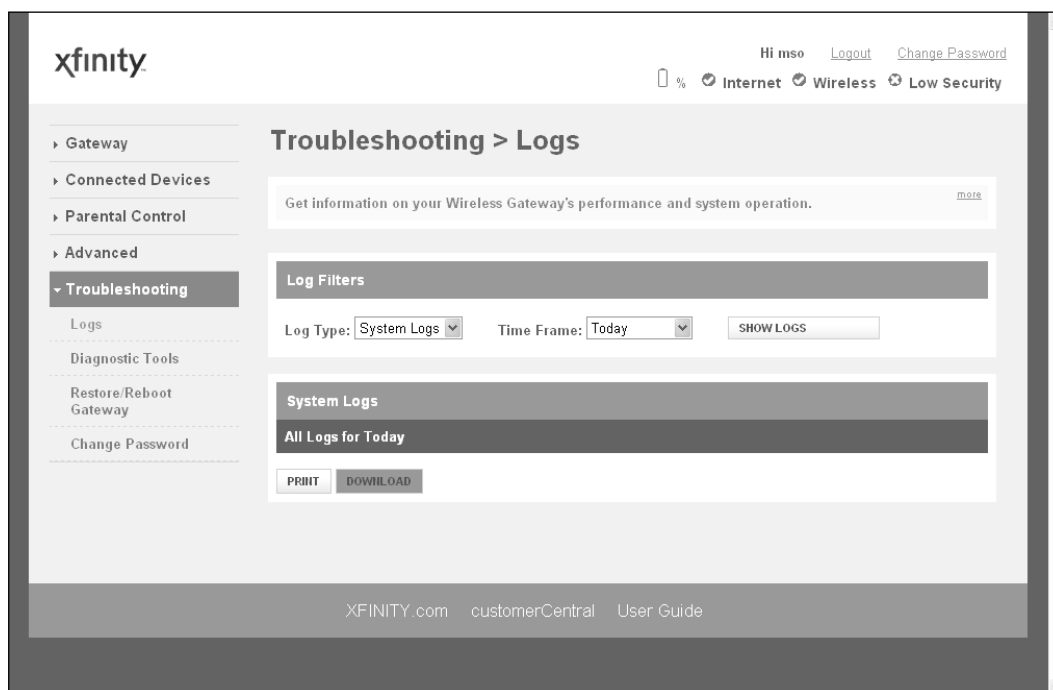 xfinity
Hi mso Logout Change Password
% Internet Wireless Low Security
Gateway
Connected Devices
Parental Control
Advanced
Troubleshooting
Logs
Diagnostic Tools
Restore/Reboot
Gateway
Change Password
Troubleshooting > Logs
Get information on your Wireless Gateway's performance and system operation. more
Log Filters
Log Type: System Logs Time Frame: Today SHOW LOGS
System Logs
All Logs for Today
PRINT DOWNLOAD
XFINITY.com customerCentral User Guide